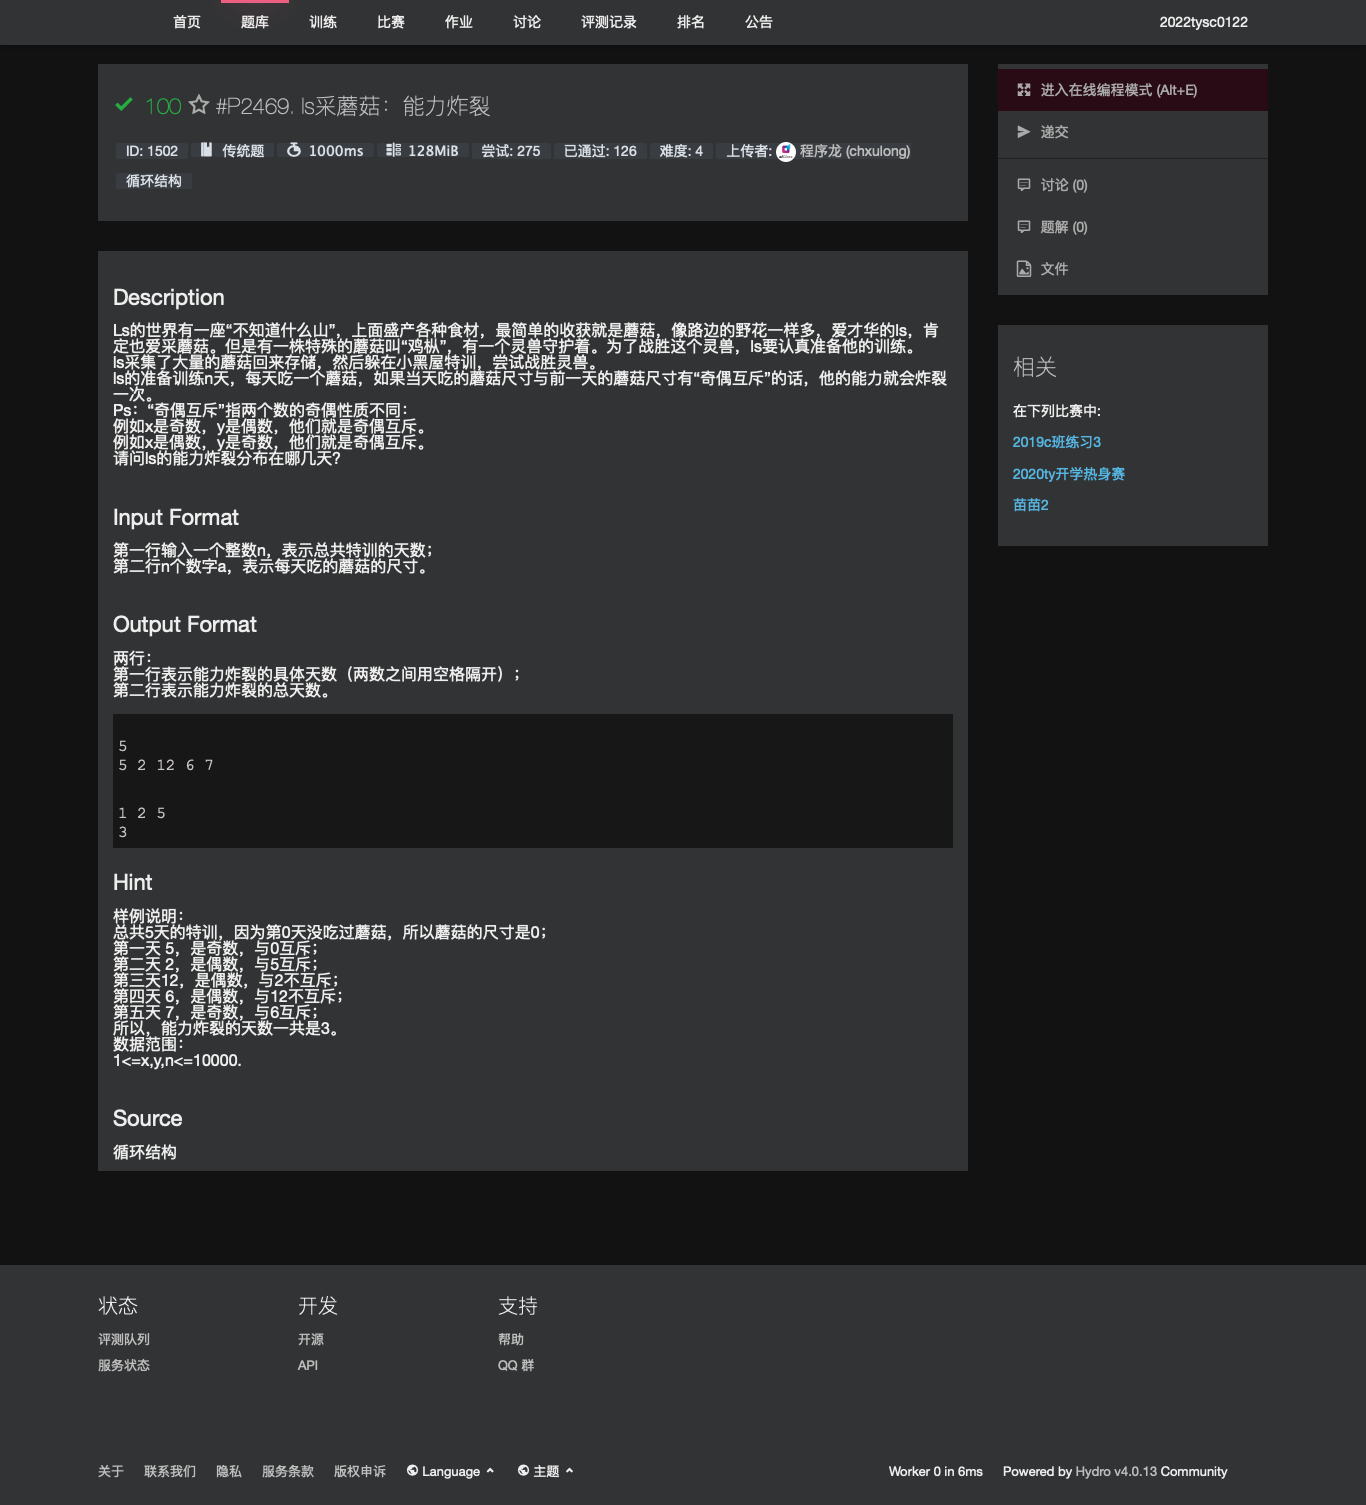 首页 题库 训练 比赛 作业 讨论 评测记录 排名 公告 2022tysc0122
100 #P2469. ls采蘑菇：能力炸裂
ID: 1502 传统题 1000ms 128MiB 尝试: 275 已通过: 126 难度: 4 上传者: 程序龙 (chxulong)
循环结构
Description
Ls的世界有一座“不知道什么山”，上面盛产各种食材，最简单的收获就是蘑菇，像路边的野花一样多，爱才华的ls，肯
定也爱采蘑菇。但是有一株特殊的蘑菇叫“鸡枞”，有一个灵兽守护着。为了战胜这个灵兽，ls要认真准备他的训练。
ls采集了大量的蘑菇回来存储，然后躲在小黑屋特训，尝试战胜灵兽。
ls的准备训练n天，每天吃一个蘑菇，如果当天吃的蘑菇尺寸与前一天的蘑菇尺寸有“奇偶互斥”的话，他的能力就会炸裂
一次。
Ps：“奇偶互斥”指两个数的奇偶性质不同：
例如x是奇数，y是偶数，他们就是奇偶互斥。
例如x是偶数，y是奇数，他们就是奇偶互斥。
请问ls的能力炸裂分布在哪几天?
Input Format
第一行输入一个整数n，表示总共特训的天数；
第二行n个数字a，表示每天吃的蘑菇的尺寸。
Output Format
两行：
第一行表示能力炸裂的具体天数（两数之间用空格隔开）；
第二行表示能力炸裂的总天数。
5
5 2 12 6 7
1 2 5
3
Hint
样例说明：
总共5天的特训，因为第0天没吃过蘑菇，所以蘑菇的尺寸是0；
第一天 5，是奇数，与0互斥；
第二天 2，是偶数，与5互斥；
第三天12，是偶数，与2不互斥；
第四天 6，是偶数，与12不互斥；
第五天 7，是奇数，与6互斥；
所以，能力炸裂的天数一共是3。
数据范围：
1<=x,y,n<=10000.
Source
循环结构
进入在线编程模式 (Alt+E)
递交
讨论 (0)
题解 (0)
文件
相关
在下列比赛中:
2019c班练习3
2020ty开学热身赛
苗苗2
状态
评测队列
服务状态
开发
开源
API
支持
帮助
QQ 群
关于 联系我们 隐私 服务条款 版权申诉 Language 主题 Worker 0 in 6ms Powered by Hydro v4.0.13 Community